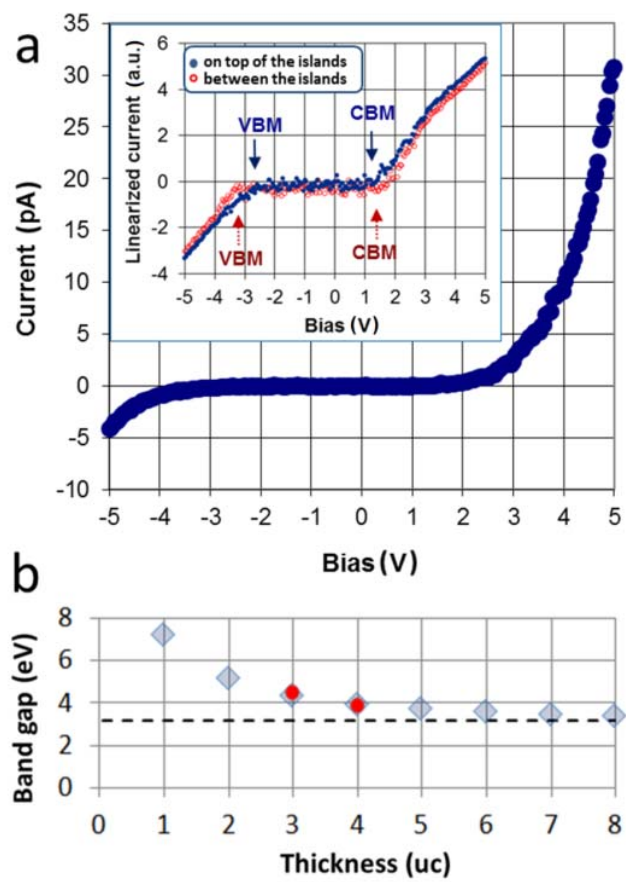 a
35
30
25
20
15
10
5
0
-5
-10
Current (pA)
-5 -4 -3 -2 -1 0 1 2 3 4 5
Bias (V)
6
4
2
0
-2
-4
Linearized current (a.u.)
on top of the islands
between the islands
VBM
CBM
VBM
CBM
-5 -4 -3 -2 -1 0 1 2 3 4 5
Bias (V)
b
8
6
4
2
0
Band gap (eV)
0 1 2 3 4 5 6 7 8
Thickness (uc)